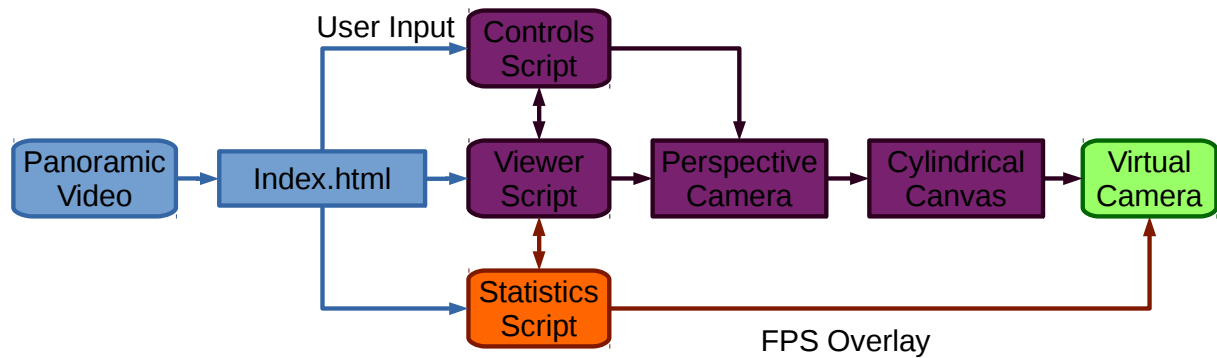 User Input
Controls
Script
Panoramic
Video
Index.html
Viewer
Script
Perspective
Camera
Cylindrical
Canvas
Virtual
Camera
Statistics
Script
FPS Overlay